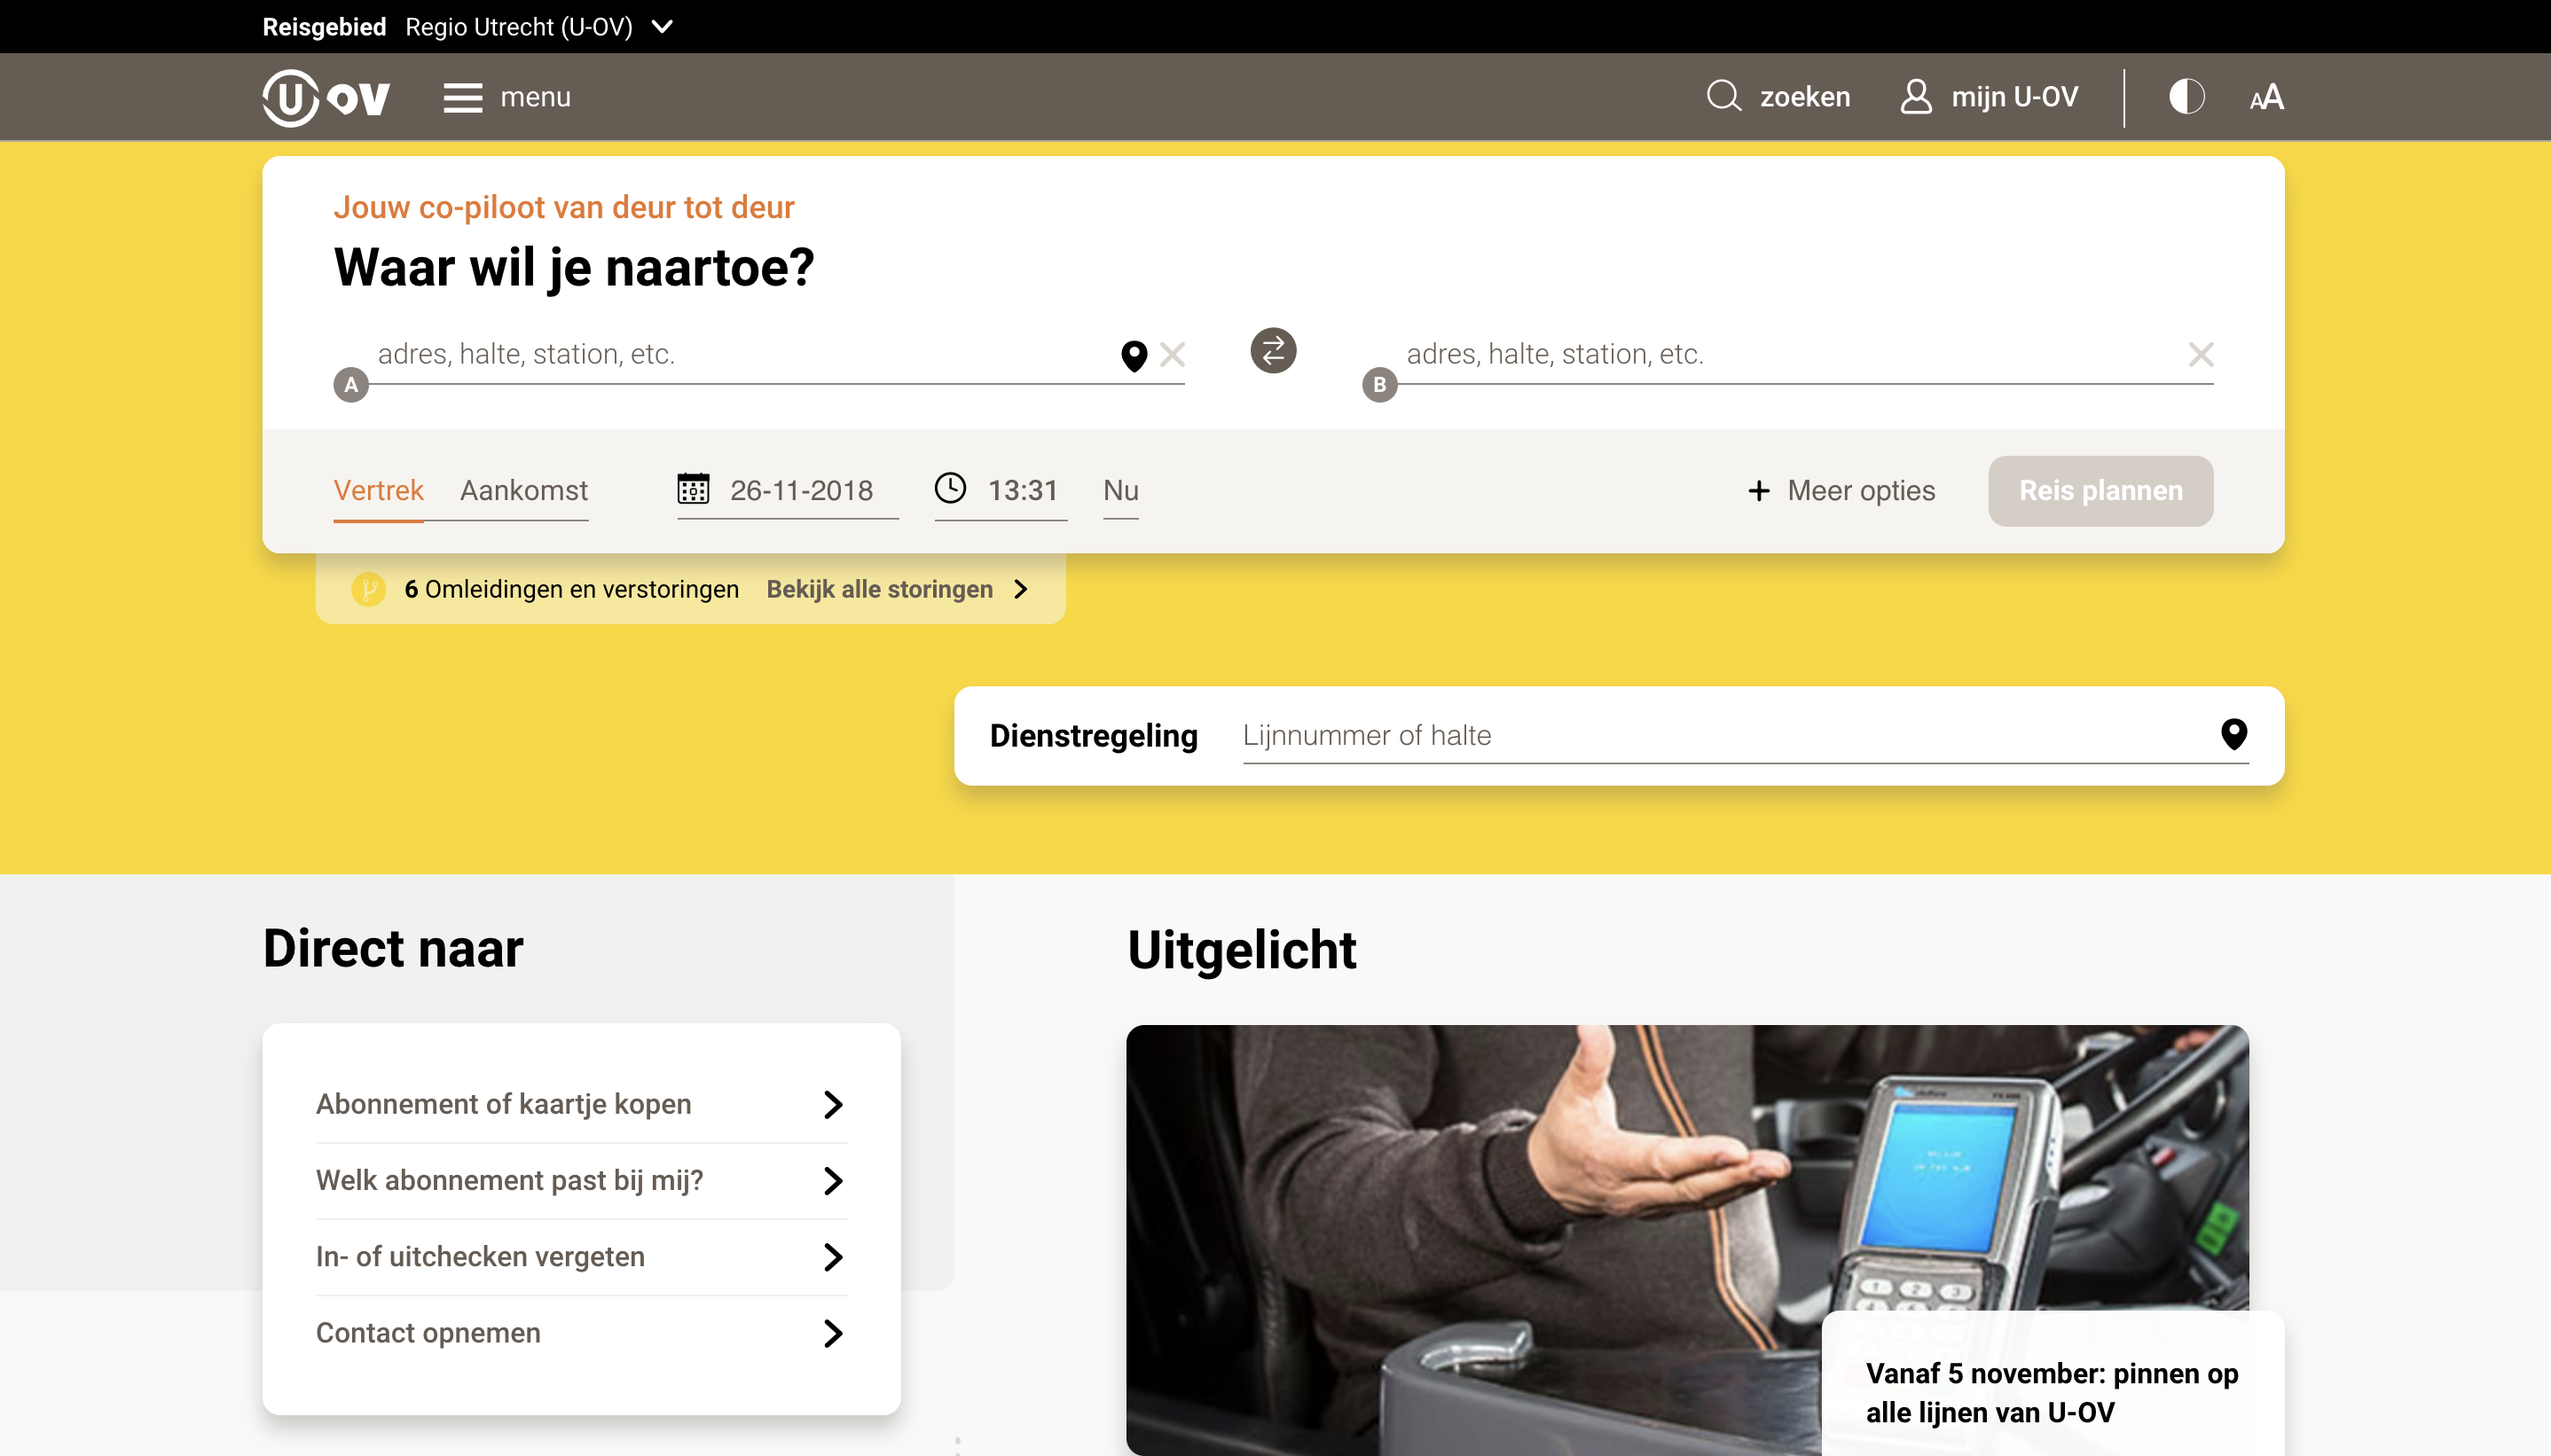 Reisgebied Regio Utrecht (U-OV)
U OV menu zoeken mijn U-OV AA
Jouw co-piloot van deur tot deur
Waar wil je naartoe?
adres, halte, station, etc. adres, halte, station, etc.
A B
Vertrek Aankomst 26-11-2018 13:31 Nu + Meer opties Reis plannen
6 Omleidingen en verstoringen Bekijk alle storingen
Dienstregeling Lijnnummer of halte
Direct naar
Uitgelicht
Abonnement of kaartje kopen
Welk abonnement past bij mij?
In- of uitchecken vergeten
Contact opnemen
1 2 3
Vanaf 5 november: pinnen op
alle lijnen van U-OV